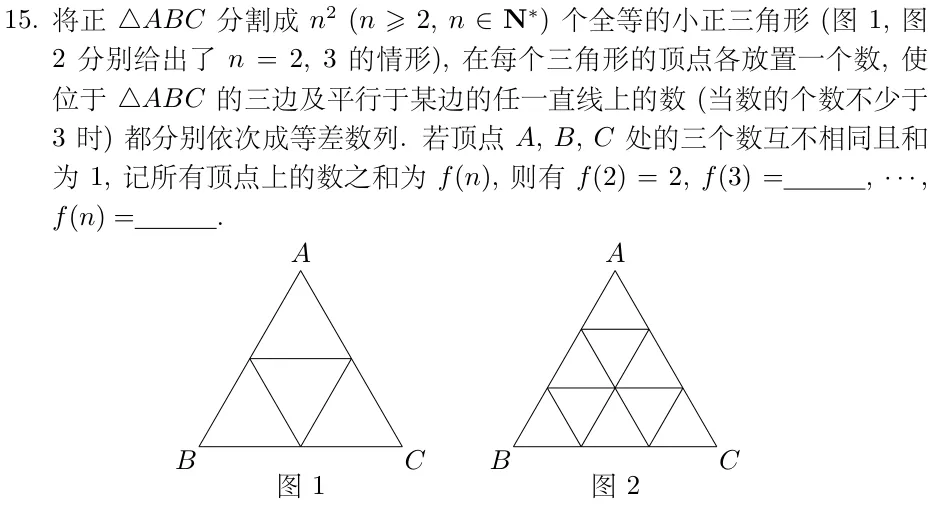 15. 将正 △ABC 分割成 n² (n ⩾ 2, n ∈ N*) 个全等的小正三角形 (图 1, 图
2 分别给出了 n = 2, 3 的情形), 在每个三角形的顶点各放置一个数, 使
位于 △ABC 的三边及平行于某边的任一直线上的数 (当数的个数不少于
3 时) 都分别依次成等差数列. 若顶点 A, B, C 处的三个数互不相同且和
为 1, 记所有顶点上的数之和为 f(n), 则有 f(2) = 2, f(3) =______, ⋯,
f(n) =______.
A
B
C
图 1
A
B
C
图 2